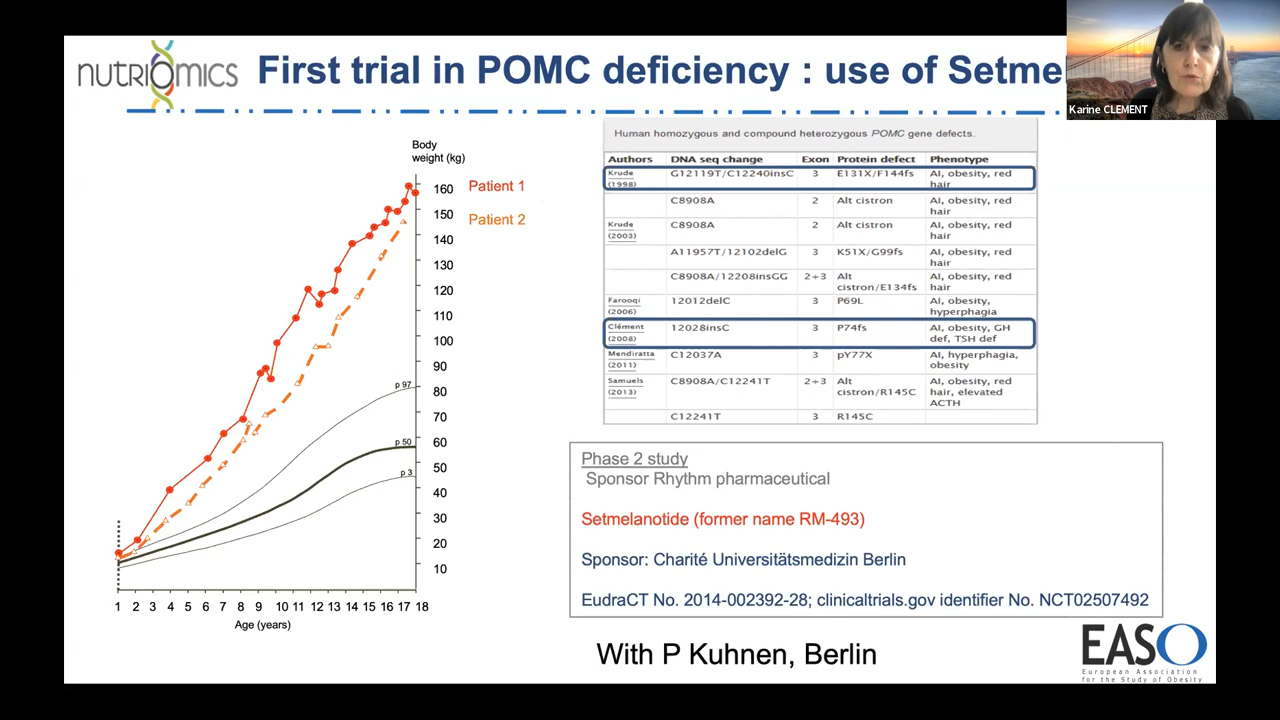 nutriomics
First trial in POMC deficiency : use of Setme
Karine CLEMENT
Body
weight (kg)
160
150
140
130
120
110
100
90
80
70
60
50
40
30
20
10
Patient 1
Patient 2
p 97
p 50
p 3
1 2 3 4 5 6 7 8 9 10 11 12 13 14 15 16 17 18
Age (years)
Human homozygous and compound heterozygous POMC gene defects.
Authors DNA seq change Exon Protein defect Phenotype
Krude G12119T/C12240insC 3 E131X/F144fs AI, obesity, red
(1998) hair
C8908A 2 Alt cistron AI, obesity, red
hair
Krude C8908A 2 Alt cistron AI, obesity, red
(2003) hair
A11957T/12102delG 3 K51X/G99fs AI, obesity, red
hair
C8908A/12208insGG 2+3 Alt AI, obesity, red
cistron/E134fs hair
Farooqi 12012delC 3 P69L AI, obesity,
(2006) hyperphagia
Clément 12028insC 3 P74fs AI, obesity, GH
(2008) def, TSH def
Mendiratta C12037A 3 pY77X AI, hyperphagia,
(2011) obesity
Samuels C8908A/C12241T 2+3 Alt AI, obesity, red
(2013) cistron/R145C hair, elevated
ACTH
C12241T 3 R145C
Phase 2 study
Sponsor Rhythm pharmaceutical
Setmelanotide (former name RM-493)
Sponsor: Charité Universitätsmedizin Berlin
EudraCT No. 2014-002392-28; clinicaltrials.gov identifier No. NCT02507492
With P Kuhnen, Berlin
EASO
European Association
for the Study of Obesity